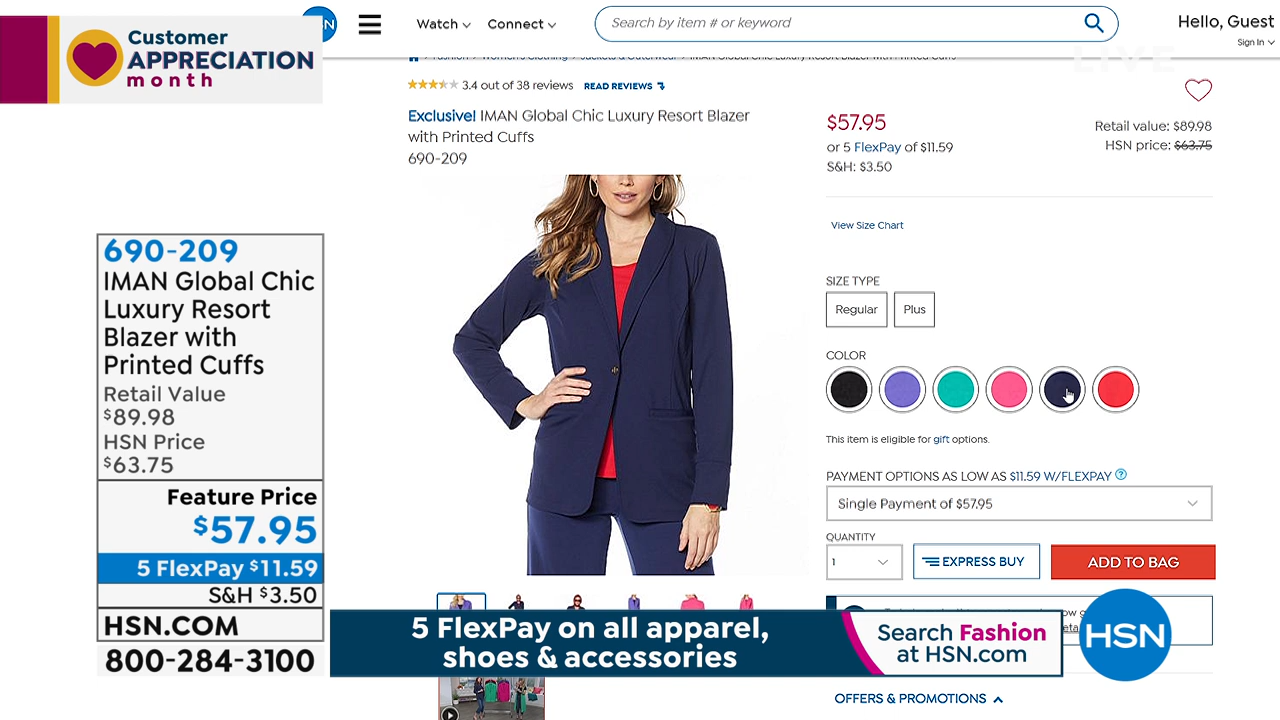 Customer
APPRECIATION
month
Watch
Connect
Search by item # or keyword
Hello, Guest
Sign In
LIVE
3.4 out of 38 reviews
READ REVIEWS
Exclusive! IMAN Global Chic Luxury Resort Blazer
with Printed Cuffs
690-209
$57.95
or 5 FlexPay of $11.59
S&H: $3.50
Retail value: $89.98
HSN price: $63.75
View Size Chart
SIZE TYPE
Regular
Plus
COLOR
This item is eligible for gift options.
PAYMENT OPTIONS AS LOW AS $11.59 W/FLEXPAY ?
Single Payment of $57.95
QUANTITY
1
EXPRESS BUY
ADD TO BAG
OFFERS & PROMOTIONS
690-209
IMAN Global Chic
Luxury Resort
Blazer with
Printed Cuffs
Retail Value
$89.98
HSN Price
$63.75
Feature Price
$57.95
5 FlexPay $11.59
S&H $3.50
HSN.COM
800-284-3100
5 FlexPay on all apparel,
shoes & accessories
Search Fashion
at HSN.com
HSN